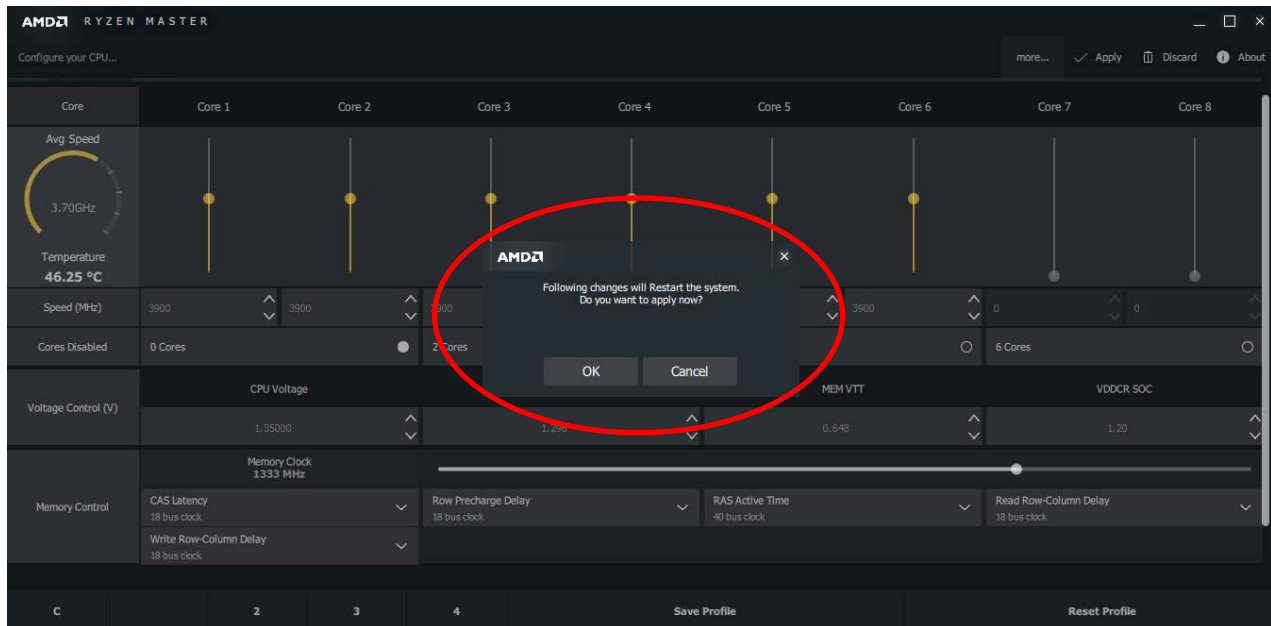 AMD RYZEN MASTER
Configure your CPU...
more... Apply Discard About
Core Core 1 Core 2 Core 3 Core 4 Core 5 Core 6 Core 7 Core 8
Avg Speed
3.70GHz
Temperature
46.25 °C
AMD
Following changes will Restart the system.
Do you want to apply now?
OK Cancel
Speed (MHz) 3900 3900 3900 3900 0 0
Cores Disabled 0 Cores 2 Cores 6 Cores
Voltage Control (V)
CPU Voltage MEM VTT VDDCR SOC
1.35000 0.648 1.20
Memory Control
Memory Clock
1333 MHz
CAS Latency Row Precharge Delay RAS Active Time Read Row-Column Delay
18 bus clock 18 bus clock 40 bus clock 18 bus clock
Write Row-Column Delay
18 bus clock
C 2 3 4 Save Profile Reset Profile